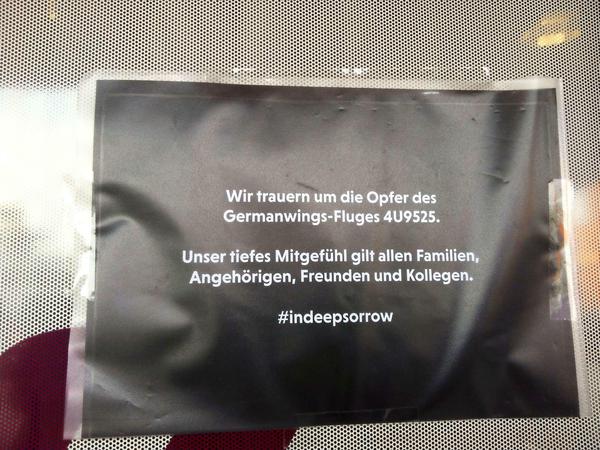 Wir trauern um die Opfer des
Germanwings-Fluges 4U9525.
Unser tiefes Mitgefühl gilt allen Familien,
Angehörigen, Freunden und Kollegen.
#indeepsorrow